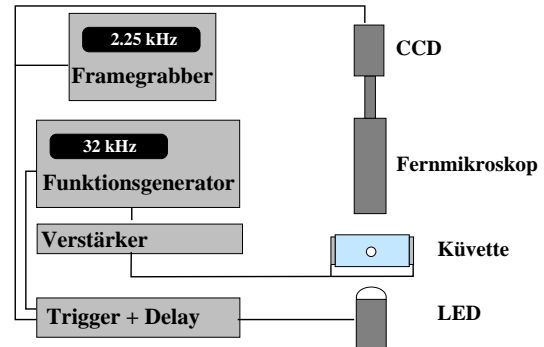 2.25 kHz
Framegrabber
CCD
32 kHz
Funktionsgenerator
Fernmikroskop
Verstärker
Küvette
Trigger + Delay
LED